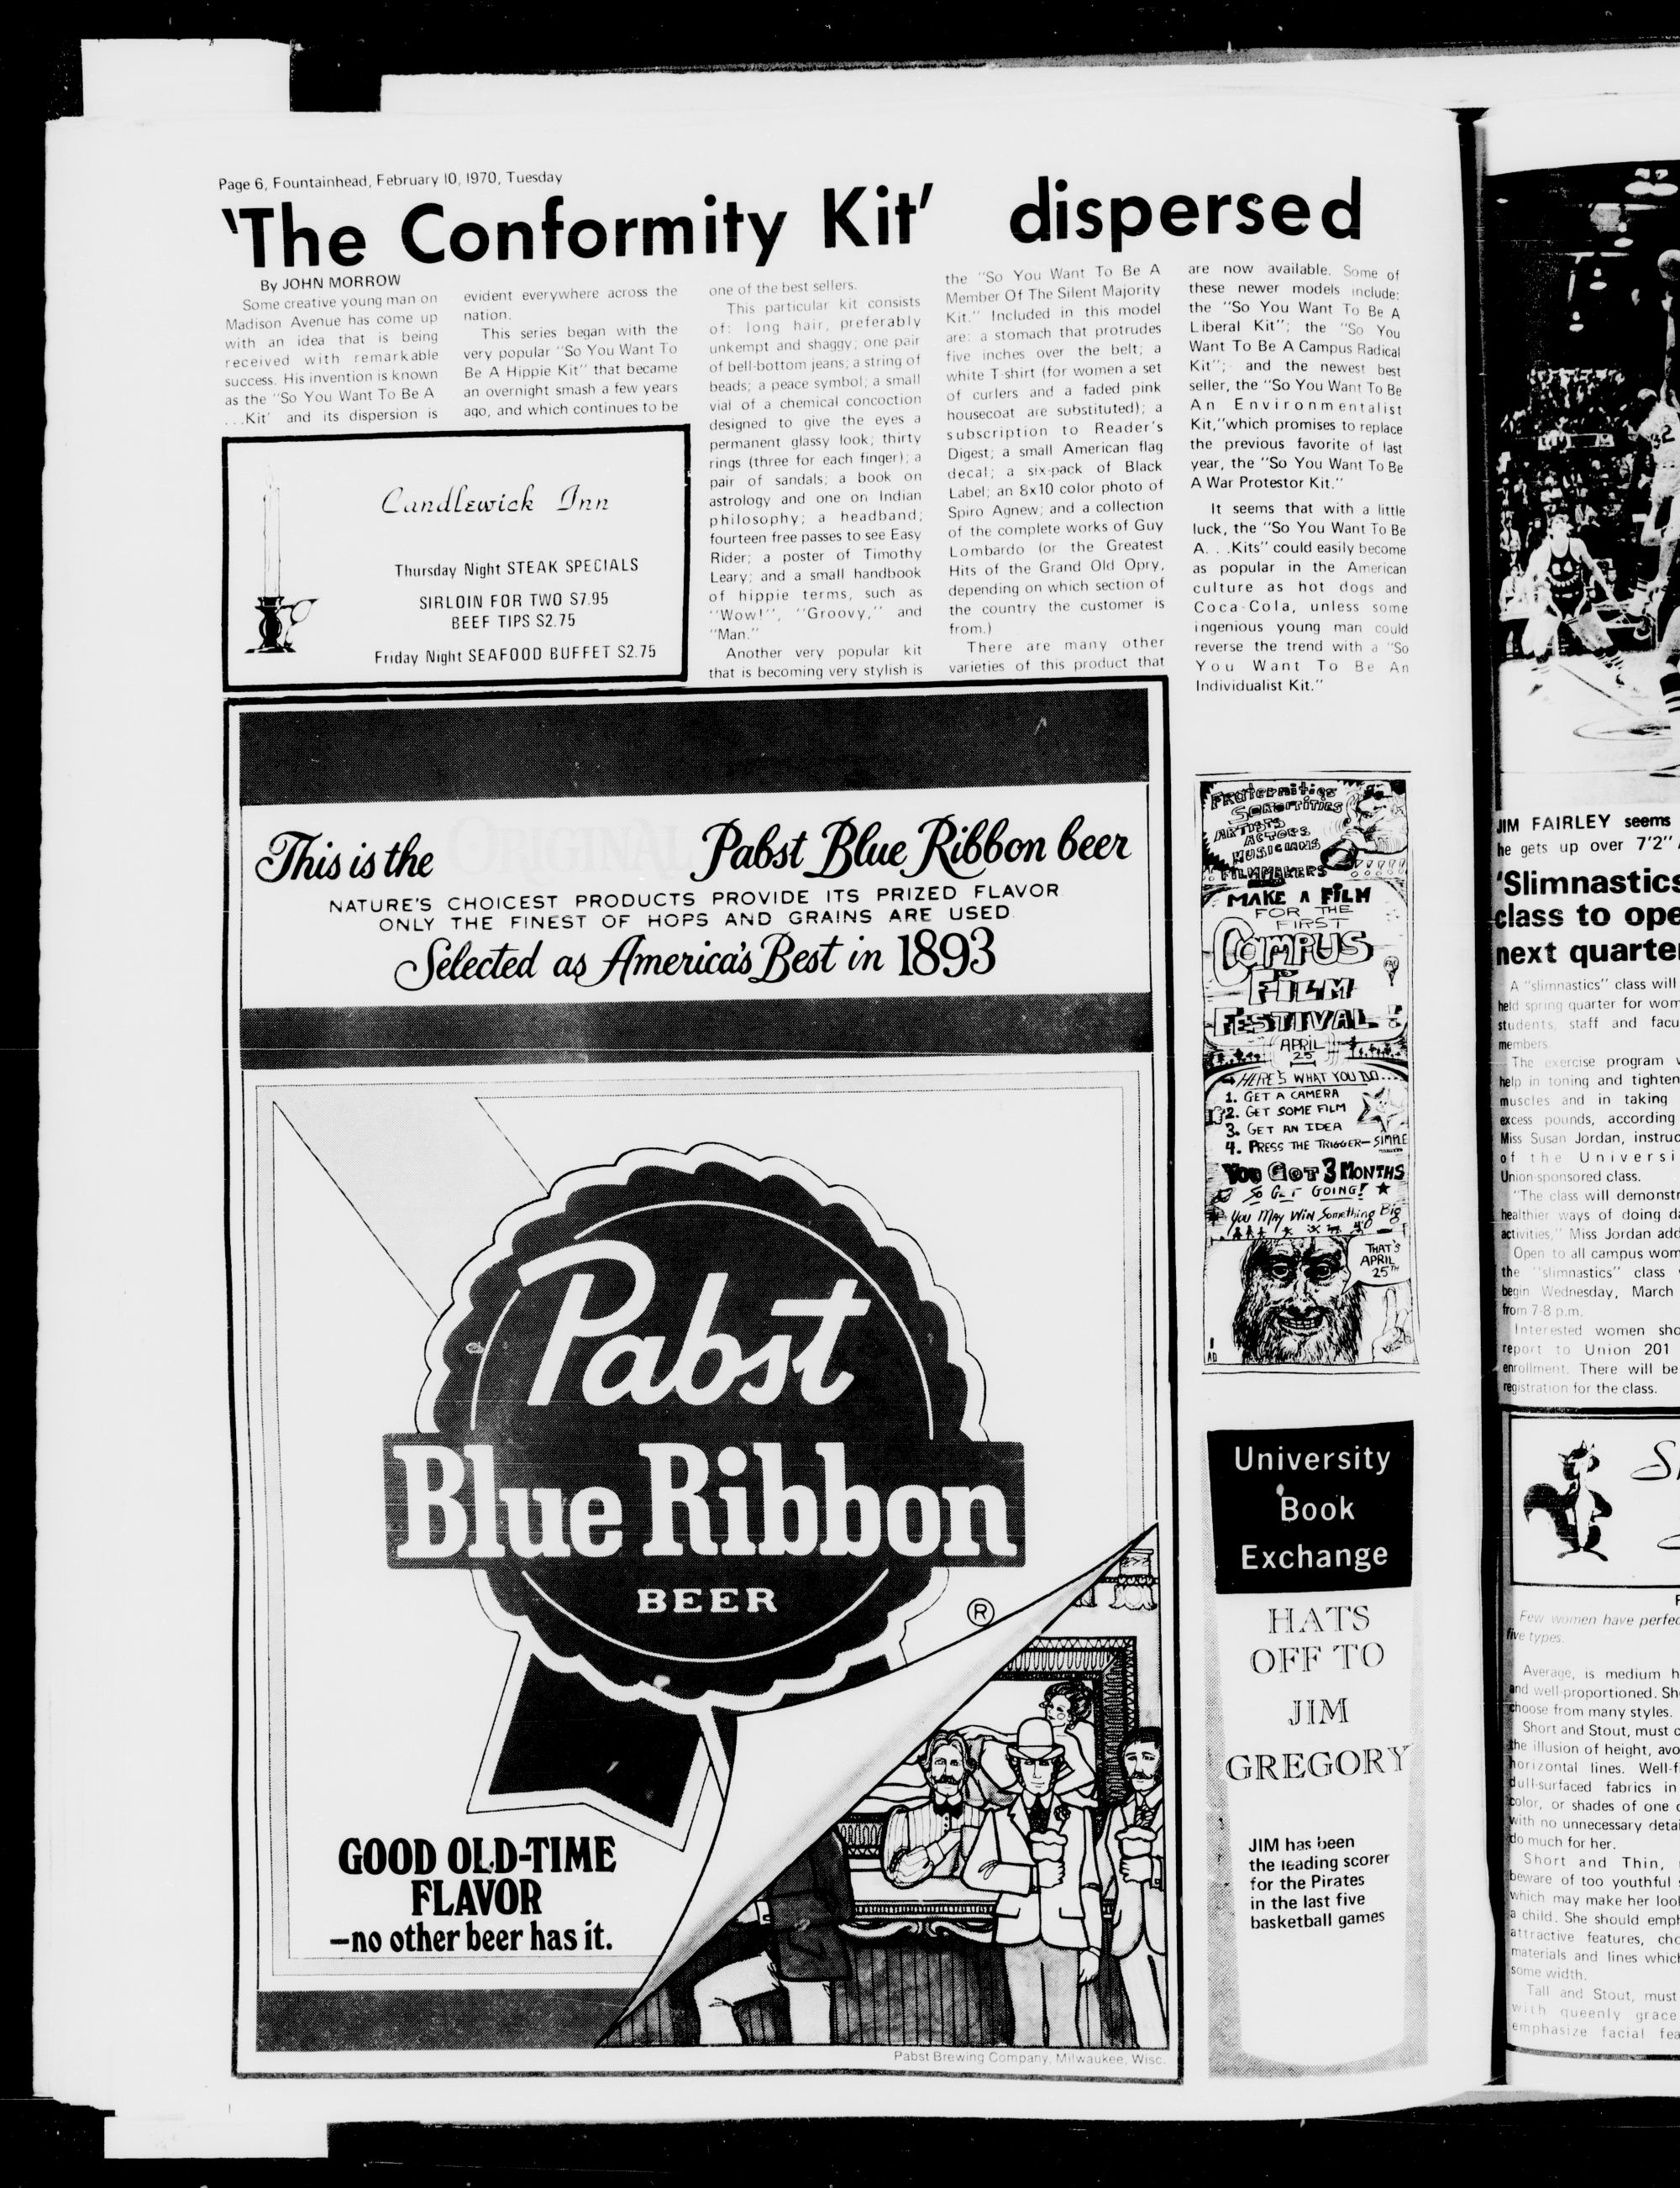 Page 6, Fountainhead, February 10, 1970, Tuesday
'The Conformity Kit' dispersed
By JOHN MORROW
Some creative young man on
Madison Avenue has come up
with an idea that is being
received with remarkable
success. His invention is known
as the "So You Want To Be A
...Kit' and its dispersion is
evident everywhere across the
nation.
This series began with the
very popular "So You Want To
Be A Hippie Kit" that became
an overnight smash a few years
ago, and which continues to be
one of the best sellers.
This particular kit consists
of: long hair, preferably
unkempt and shaggy; one pair
of bell-bottom jeans; a string of
beads; a peace symbol; a small
vial of a chemical concoction
designed to give the eyes a
permanent glassy look; thirty
rings (three for each finger); a
pair of sandals; a book on
astrology and one on Indian
philosophy; a headband;
fourteen free passes to see Easy
Rider; a poster of Timothy
Leary; and a small handbook
of hippie terms, such as
"Wow!", "Groovy," and
"Man."
Another very popular kit
that is becoming very stylish is
the "So You Want To Be A
Member Of The Silent Majority
Kit." Included in this model
are: a stomach that protrudes
five inches over the belt; a
white T-shirt (for women a set
of curlers and a faded pink
housecoat are substituted); a
subscription to Reader's
Digest; a small American flag
decal; a six-pack of Black
Label; an 8x10 color photo of
Spiro Agnew; and a collection
of the complete works of Guy
Lombardo (or the Greatest
Hits of the Grand Old Opry,
depending on which section of
the country the customer is
from.)
There are many other
varieties of this product that
are now available. Some of
these newer models include:
the "So You Want To Be A
Liberal Kit"; the "So You
Want To Be A Campus Radical
Kit"; and the newest best
seller, the "So You Want To Be
An Environmentalist
Kit,"which promises to replace
the previous favorite of last
year, the "So You Want To Be
A War Protestor Kit."
It seems that with a little
luck, the "So You Want To Be
A. . .Kits" could easily become
as popular in the American
culture as hot dogs and
Coca-Cola, unless some
ingenious young man could
reverse the trend with a "So
You Want To Be An
Individualist Kit."
Candlewick Inn
Thursday Night STEAK SPECIALS
SIRLOIN FOR TWO $7.95
BEEF TIPS $2.75
Friday Night SEAFOOD BUFFET $2.75
This is the ORIGINAL Pabst Blue Ribbon beer
NATURE'S CHOICEST PRODUCTS PROVIDE ITS PRIZED FLAVOR
ONLY THE FINEST OF HOPS AND GRAINS ARE USED
Selected as America's Best in 1893
Pabst
Blue Ribbon
BEER
®
GOOD OLD-TIME
FLAVOR
—no other beer has it.
Pabst Brewing Company, Milwaukee, Wisc.
Fraternities
Sororities
ARTISTS
ACTORS
MUSICIANS
FILMMAKERS
MAKE A FILM
FOR THE
FIRST
CAMPUS
FILM
FESTIVAL!
APRIL
25
HERE'S WHAT YOU DO....
1. GET A CAMERA
2. GET SOME FILM
3. GET AN IDEA
4. PRESS THE TRIGGER—SIMPLE
YOU GOT 3 MONTHS
SO GET GOING!
YOU MAY WIN Something Big
THAT'S
APRIL
25TH
AD
University
Book
Exchange
HATS
OFF TO
JIM
GREGORY
JIM has been
the leading scorer
for the Pirates
in the last five
basketball games
44
32
JIM FAIRLEY seems
he gets up over 7'2"
'Slimnastics
class to ope
next quarte
A "slimnastics" class will
held spring quarter for wom
students, staff and facu
members.
The exercise program
help in toning and tighten
muscles and in taking
excess pounds, according
Miss Susan Jordan, instruc
of the Universi
Union-sponsored class.
"The class will demonstr
healthier ways of doing da
activities," Miss Jordan add
Open to all campus wom
the "slimnastics" class
begin Wednesday, March
from 7-8 p.m.
Interested women sho
report to Union 201
enrollment. There will be
registration for the class.
Few women have perfec
five types.
Average, is medium h
and well-proportioned. Sh
choose from many styles.
Short and Stout, must c
the illusion of height, avo
horizontal lines. Well-f
dull-surfaced fabrics in
color, or shades of one
with no unnecessary detai
do much for her.
Short and Thin,
beware of too youthful
which may make her loo
a child. She should emph
attractive features, cho
materials and lines which
some width.
Tall and Stout, must
with queenly grace
emphasize facial fea